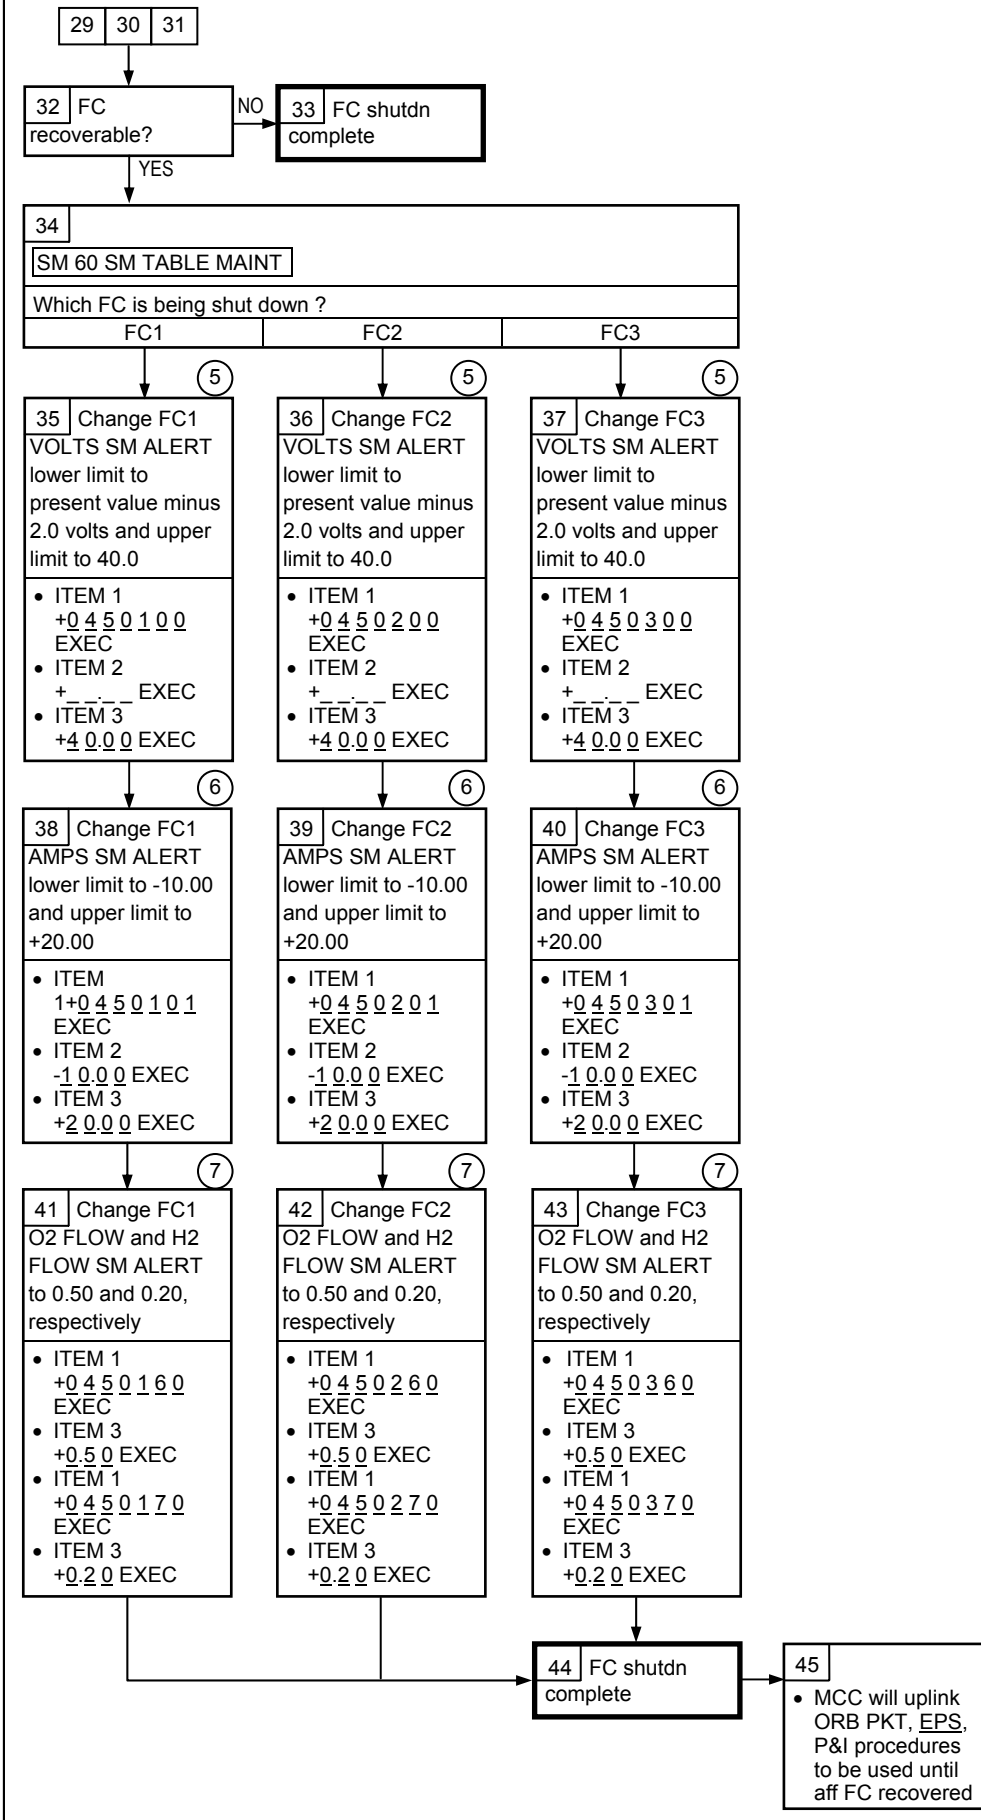 29 30 31
32 FC
recoverable?
NO
33 FC shutdn
complete
YES
34
SM 60 SM TABLE MAINT
Which FC is being shut down ?
FC1 FC2 FC3
5
35 Change FC1
VOLTS SM ALERT
lower limit to
present value minus
2.0 volts and upper
limit to 40.0
• ITEM 1
+0 4 5 0 1 0 0
EXEC
• ITEM 2
+_ _._ _ EXEC
• ITEM 3
+4 0.0 0 EXEC
5
36 Change FC2
VOLTS SM ALERT
lower limit to
present value minus
2.0 volts and upper
limit to 40.0
• ITEM 1
+0 4 5 0 2 0 0
EXEC
• ITEM 2
+_ _._ _ EXEC
• ITEM 3
+4 0.0 0 EXEC
5
37 Change FC3
VOLTS SM ALERT
lower limit to
present value minus
2.0 volts and upper
limit to 40.0
• ITEM 1
+0 4 5 0 3 0 0
EXEC
• ITEM 2
+_ _._ _ EXEC
• ITEM 3
+4 0.0 0 EXEC
6
38 Change FC1
AMPS SM ALERT
lower limit to -10.00
and upper limit to
+20.00
• ITEM
1+0 4 5 0 1 0 1
EXEC
• ITEM 2
-1 0.0 0 EXEC
• ITEM 3
+2 0.0 0 EXEC
6
39 Change FC2
AMPS SM ALERT
lower limit to -10.00
and upper limit to
+20.00
• ITEM 1
+0 4 5 0 2 0 1
EXEC
• ITEM 2
-1 0.0 0 EXEC
• ITEM 3
+2 0.0 0 EXEC
6
40 Change FC3
AMPS SM ALERT
lower limit to -10.00
and upper limit to
+20.00
• ITEM 1
+0 4 5 0 3 0 1
EXEC
• ITEM 2
-1 0.0 0 EXEC
• ITEM 3
+2 0.0 0 EXEC
7
41 Change FC1
O2 FLOW and H2
FLOW SM ALERT
to 0.50 and 0.20,
respectively
• ITEM 1
+0 4 5 0 1 6 0
EXEC
• ITEM 3
+0.5 0 EXEC
• ITEM 1
+0 4 5 0 1 7 0
EXEC
• ITEM 3
+0.2 0 EXEC
7
42 Change FC2
O2 FLOW and H2
FLOW SM ALERT
to 0.50 and 0.20,
respectively
• ITEM 1
+0 4 5 0 2 6 0
EXEC
• ITEM 3
+0.5 0 EXEC
• ITEM 1
+0 4 5 0 2 7 0
EXEC
• ITEM 3
+0.2 0 EXEC
7
43 Change FC3
O2 FLOW and H2
FLOW SM ALERT
to 0.50 and 0.20,
respectively
• ITEM 1
+0 4 5 0 3 6 0
EXEC
• ITEM 3
+0.5 0 EXEC
• ITEM 1
+0 4 5 0 3 7 0
EXEC
• ITEM 3
+0.2 0 EXEC
44 FC shutdn
complete
45
• MCC will uplink
ORB PKT, EPS,
P&I procedures
to be used until
aff FC recovered